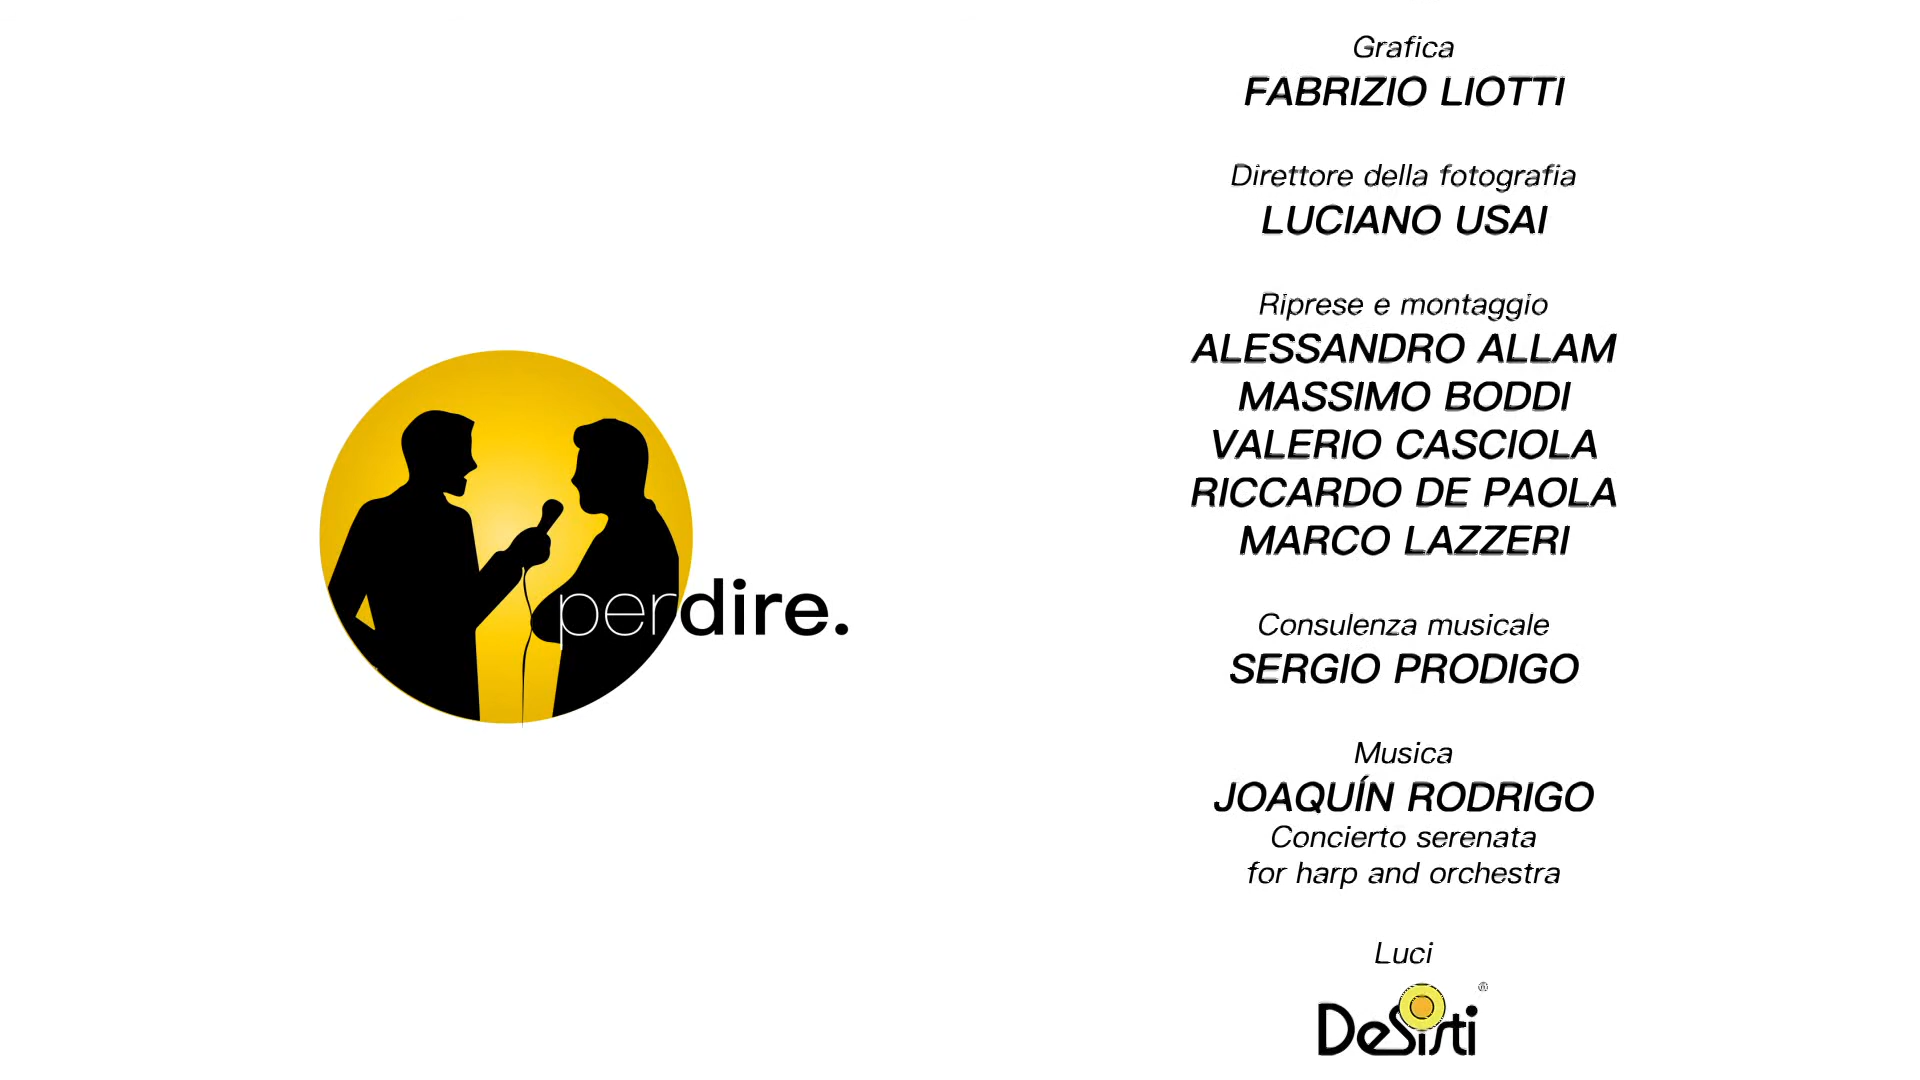 perdire.
Grafica
FABRIZIO LIOTTI
Direttore della fotografia
LUCIANO USAI
Riprese e montaggio
ALESSANDRO ALLAM
MASSIMO BODDI
VALERIO CASCIOLA
RICCARDO DE PAOLA
MARCO LAZZERI
Consulenza musicale
SERGIO PRODIGO
Musica
JOAQUÍN RODRIGO
Concierto serenata
for harp and orchestra
Luci
DeSisti®